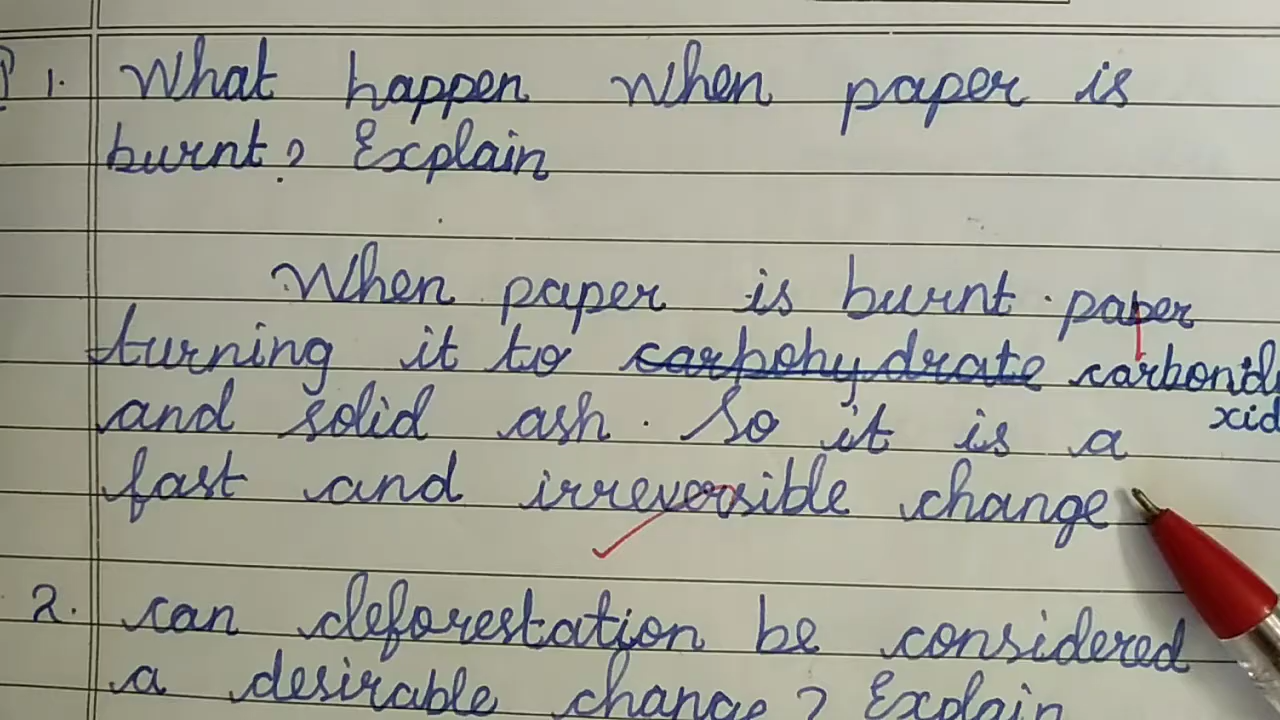 1. What happen when paper is
burnt? Explain
When paper is burnt. paper
turning it to carbohydrate carbondi
xid
and solid ash. So it is a
fast and irreversible change
2. can deforestation be considered
a desirable change? Explain